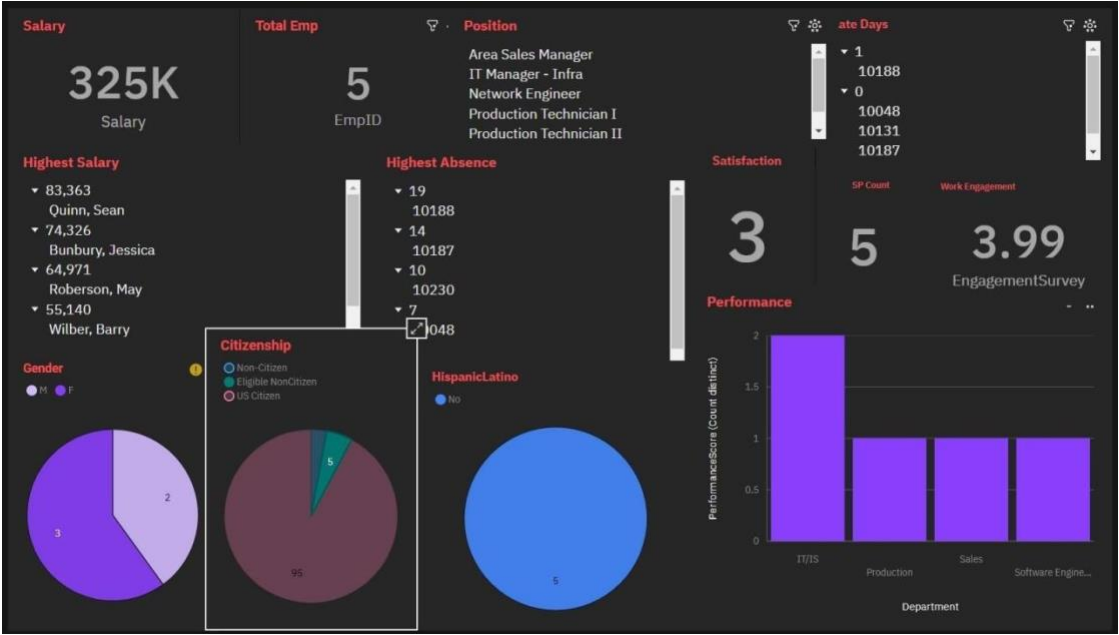 Salary
325K
Salary
Total Emp
5
EmpID
Position
Area Sales Manager
IT Manager - Infra
Network Engineer
Production Technician I
Production Technician II
ate Days
1
10188
0
10048
10131
10187
Highest Salary
83,363
Quinn, Sean
74,326
Bunbury, Jessica
64,971
Roberson, May
55,140
Wilber, Barry
Highest Absence
19
10188
14
10187
10
10230
7
0048
Satisfaction
3
SP Count
5
Work Engagement
3.99
EngagementSurvey
Gender
M F
2
3
Citizenship
Non-Citizen
Eligible NonCitizen
US Citizen
5
95
HispanicLatino
No
5
Performance
PerformanceScore (Count distinct)
2
1.5
1
0.5
0
IT/IS
Production
Sales
Software Engine...
Department